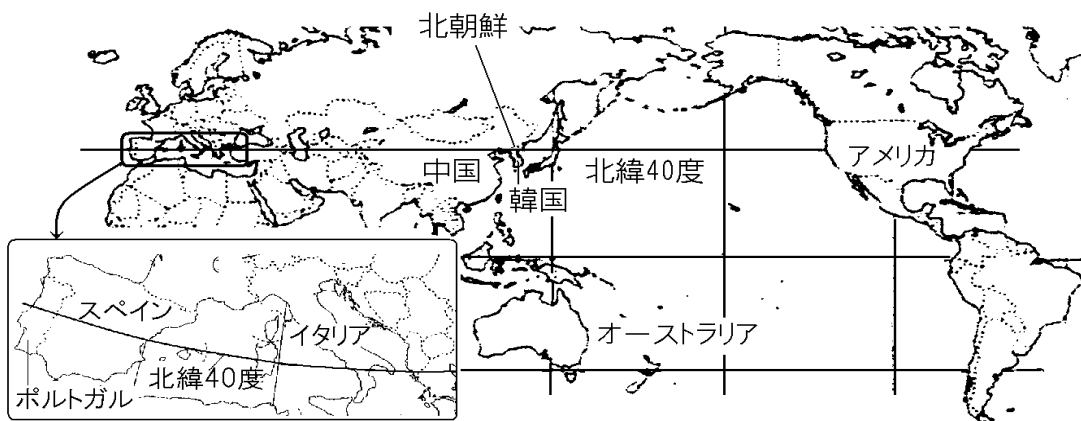 北朝鮮
中国
韓国
北緯40度
アメリカ
オーストラリア
スペイン
イタリア
北緯40度
ポルトガル